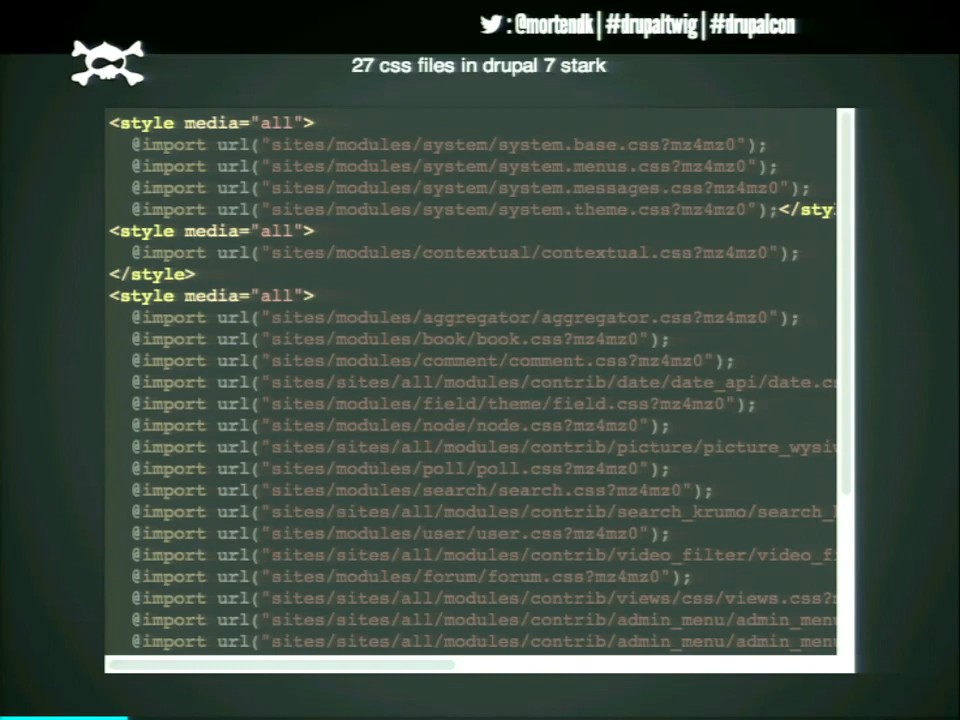 : @mortendk | #drupaltwig | #drupalcon
27 css files in drupal 7 stark
<style media="all">
@import url("sites/modules/system/system.base.css?mz4mz0");
@import url("sites/modules/system/system.menus.css?mz4mz0");
@import url("sites/modules/system/system.messages.css?mz4mz0");
@import url("sites/modules/system/system.theme.css?mz4mz0");</sty
<style media="all">
@import url("sites/modules/contextual/contextual.css?mz4mz0");
</style>
<style media="all">
@import url("sites/modules/aggregator/aggregator.css?mz4mz0");
@import url("sites/modules/book/book.css?mz4mz0");
@import url("sites/modules/comment/comment.css?mz4mz0");
@import url("sites/sites/all/modules/contrib/date/date_api/date.c
@import url("sites/modules/field/theme/field.css?mz4mz0");
@import url("sites/modules/node/node.css?mz4mz0");
@import url("sites/sites/all/modules/contrib/picture/picture_wysi
@import url("sites/modules/poll/poll.css?mz4mz0");
@import url("sites/modules/search/search.css?mz4mz0");
@import url("sites/sites/all/modules/contrib/search_krumo/search_
@import url("sites/modules/user/user.css?mz4mz0");
@import url("sites/sites/all/modules/contrib/video_filter/video_f
@import url("sites/modules/forum/forum.css?mz4mz0");
@import url("sites/sites/all/modules/contrib/views/css/views.css?
@import url("sites/sites/all/modules/contrib/admin_menu/admin_men
@import url("sites/sites/all/modules/contrib/admin_menu/admin_men